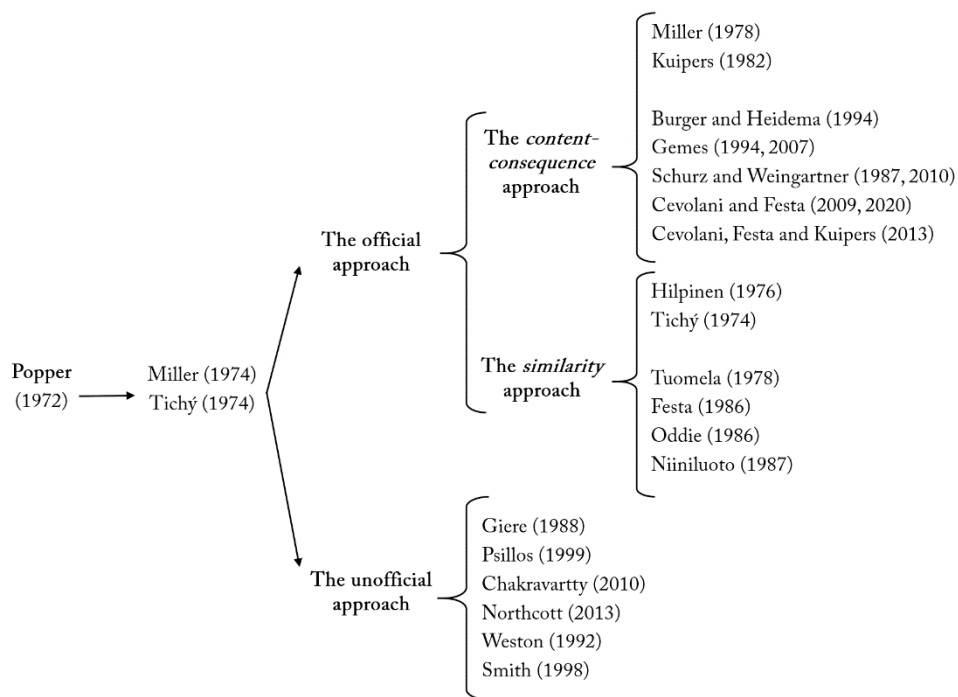 Popper
(1972)
Miller (1974)
Tichý (1974)
The official
approach
The content-
consequence
approach
Miller (1978)
Kuipers (1982)
Burger and Heidema (1994)
Gemes (1994, 2007)
Schurz and Weingartner (1987, 2010)
Cevolani and Festa (2009, 2020)
Cevolani, Festa and Kuipers (2013)
The similarity
approach
Hilpinen (1976)
Tichý (1974)
Tuomela (1978)
Festa (1986)
Oddie (1986)
Niiniluoto (1987)
The unofficial
approach
Giere (1988)
Psillos (1999)
Chakravartty (2010)
Northcott (2013)
Weston (1992)
Smith (1998)